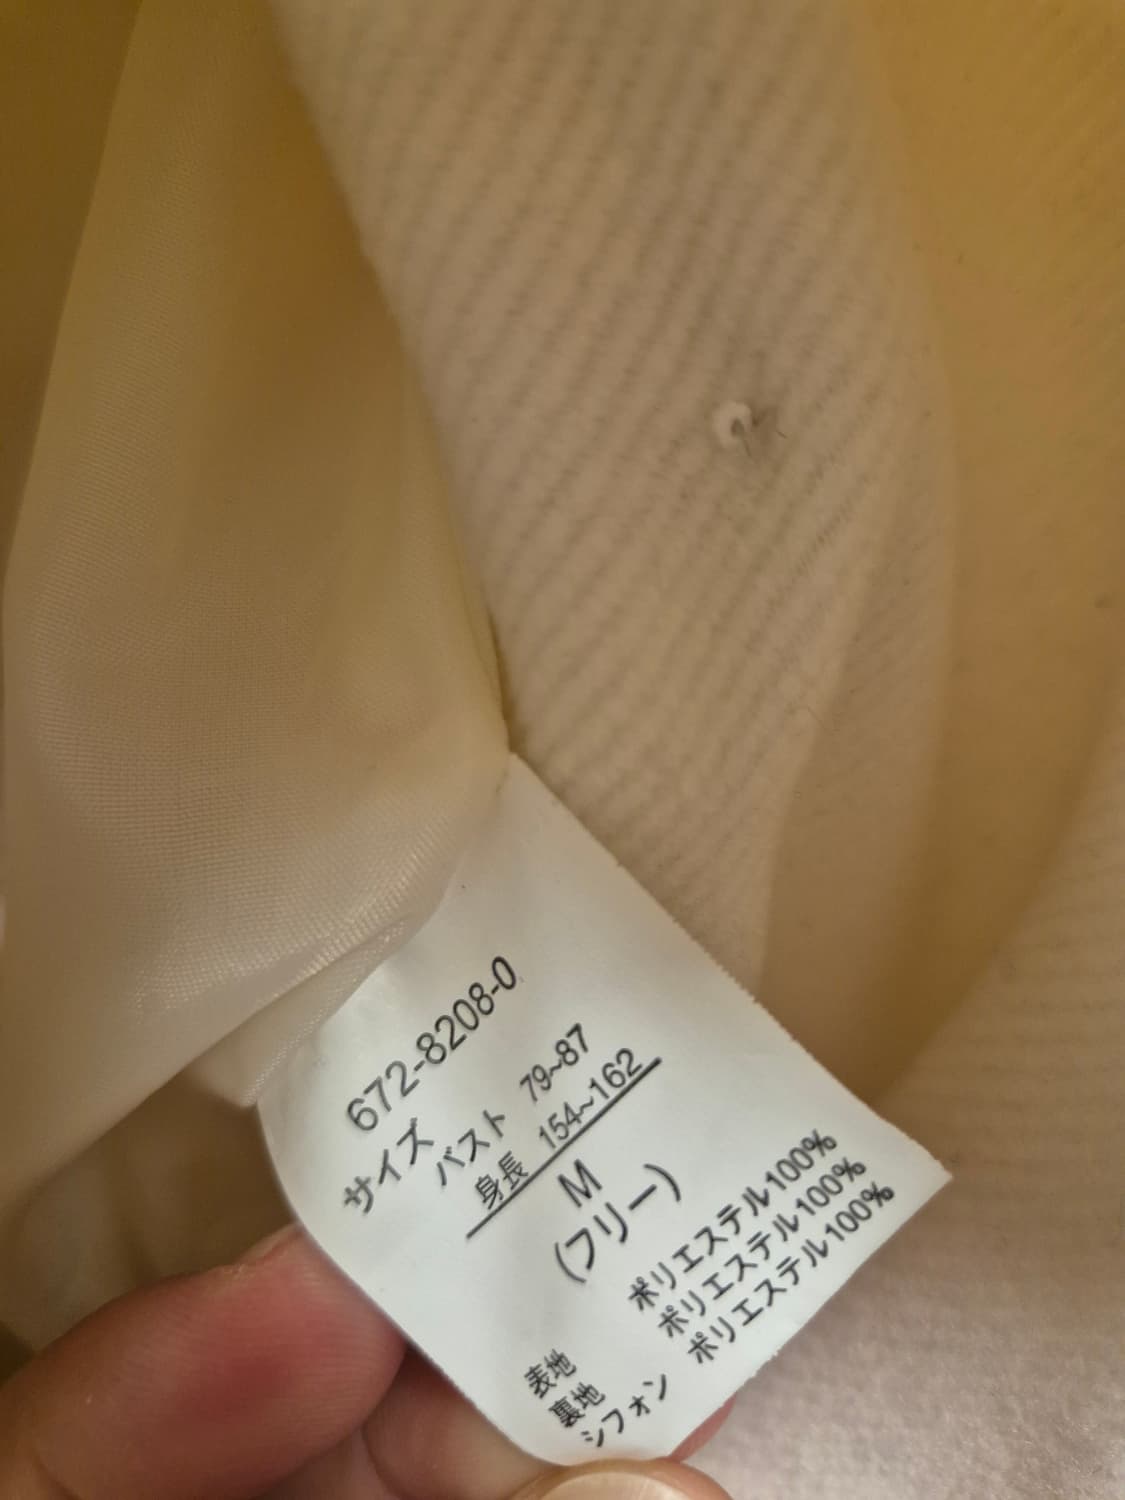 672-8208-0
サイズ
バスト 79~87
身長 154~162
M
(フリー)
表地 ポリエステル100%
裏地 ポリエステル100%
シフォン ポリエステル100%